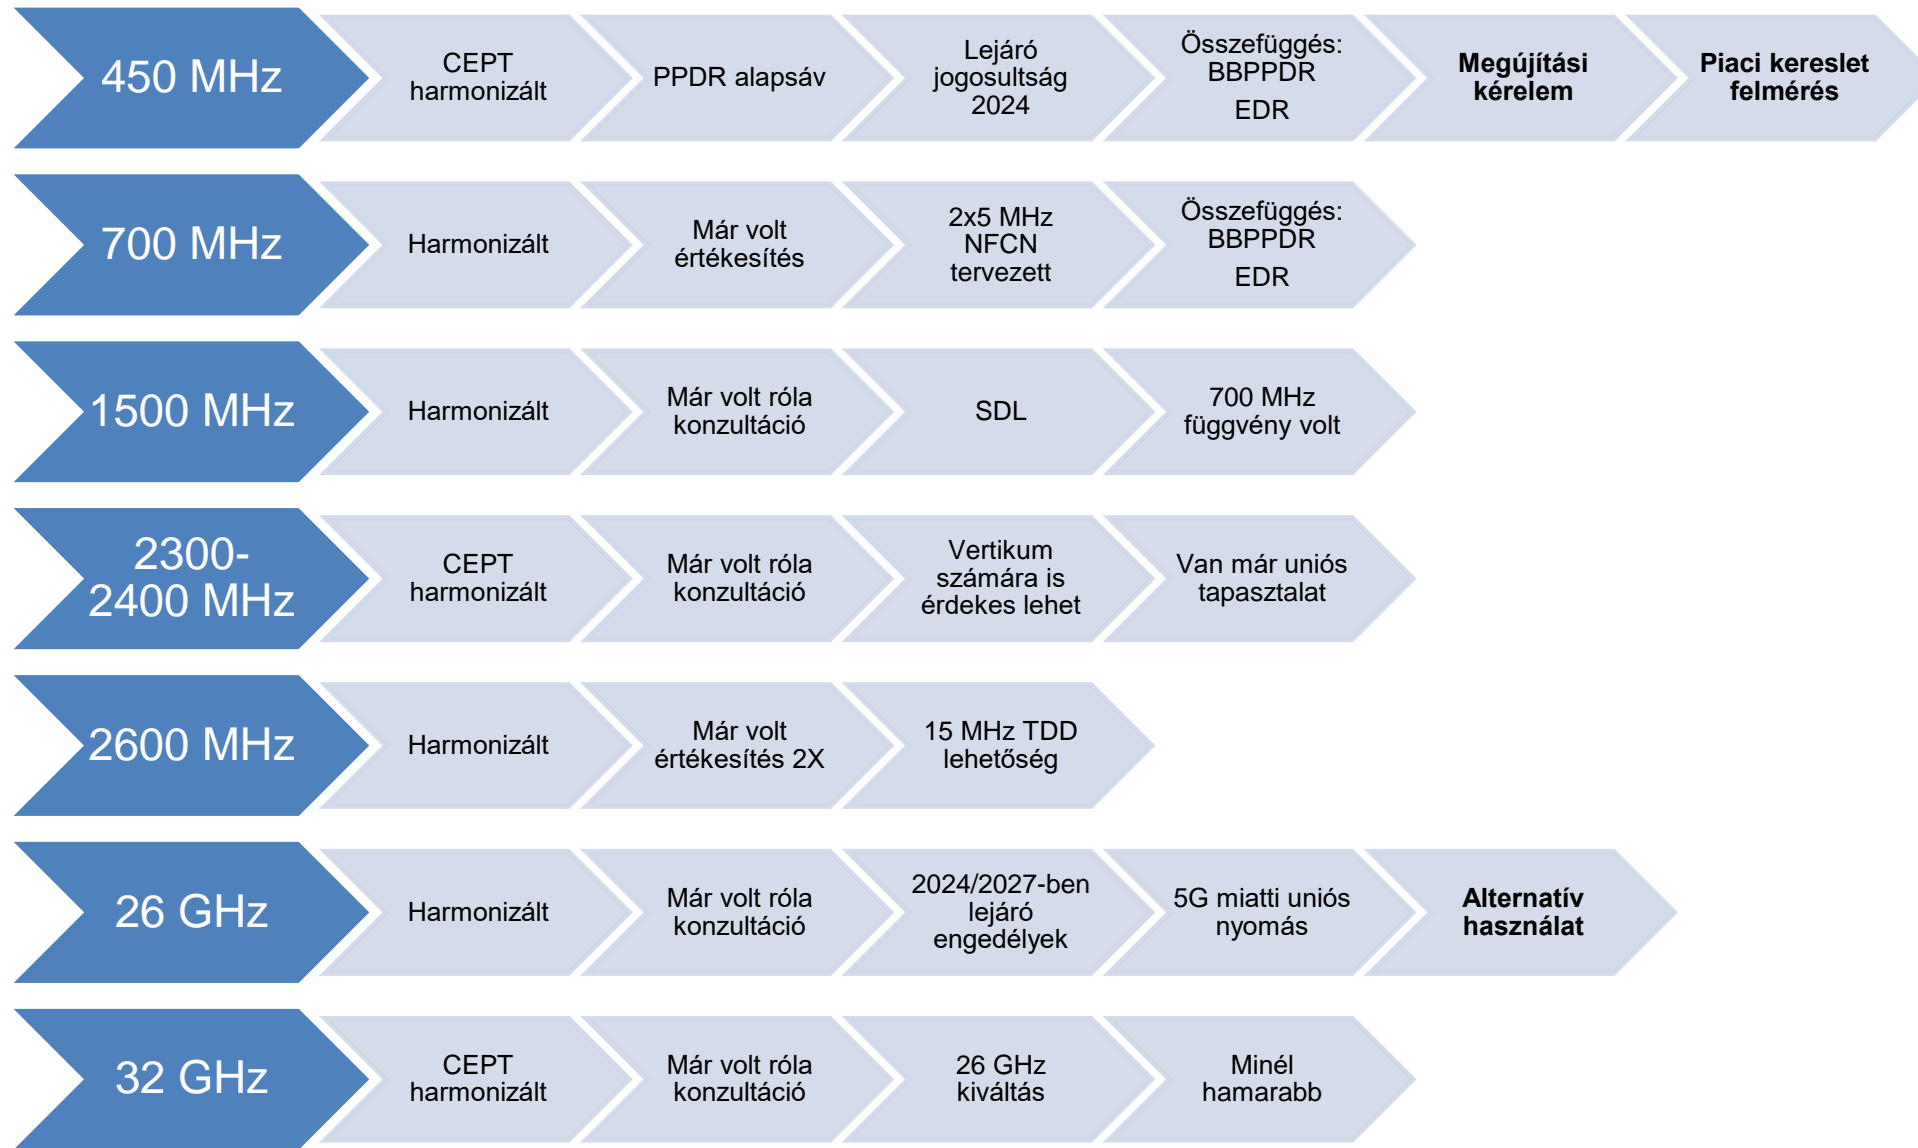 450 MHz
CEPT
harmonizált
PPDR alapsáv
Lejáró
jogosultság
2024
Összefüggés:
BBPPDR
EDR
Megújítási
kérelem
Piaci kereslet
felmérés
700 MHz
Harmonizált
Már volt
értékesítés
2x5 MHz
NFCN
tervezett
Összefüggés:
BBPPDR
EDR
1500 MHz
Harmonizált
Már volt róla
konzultáció
SDL
700 MHz
függvény volt
2300-
2400 MHz
CEPT
harmonizált
Már volt róla
konzultáció
Vertikum
számára is
érdekes lehet
Van már uniós
tapasztalat
2600 MHz
Harmonizált
Már volt
értékesítés 2X
15 MHz TDD
lehetőség
26 GHz
Harmonizált
Már volt róla
konzultáció
2024/2027-ben
lejáró
engedélyek
5G miatti uniós
nyomás
Alternatív
használat
32 GHz
CEPT
harmonizált
Már volt róla
konzultáció
26 GHz
kiváltás
Minél
hamarabb